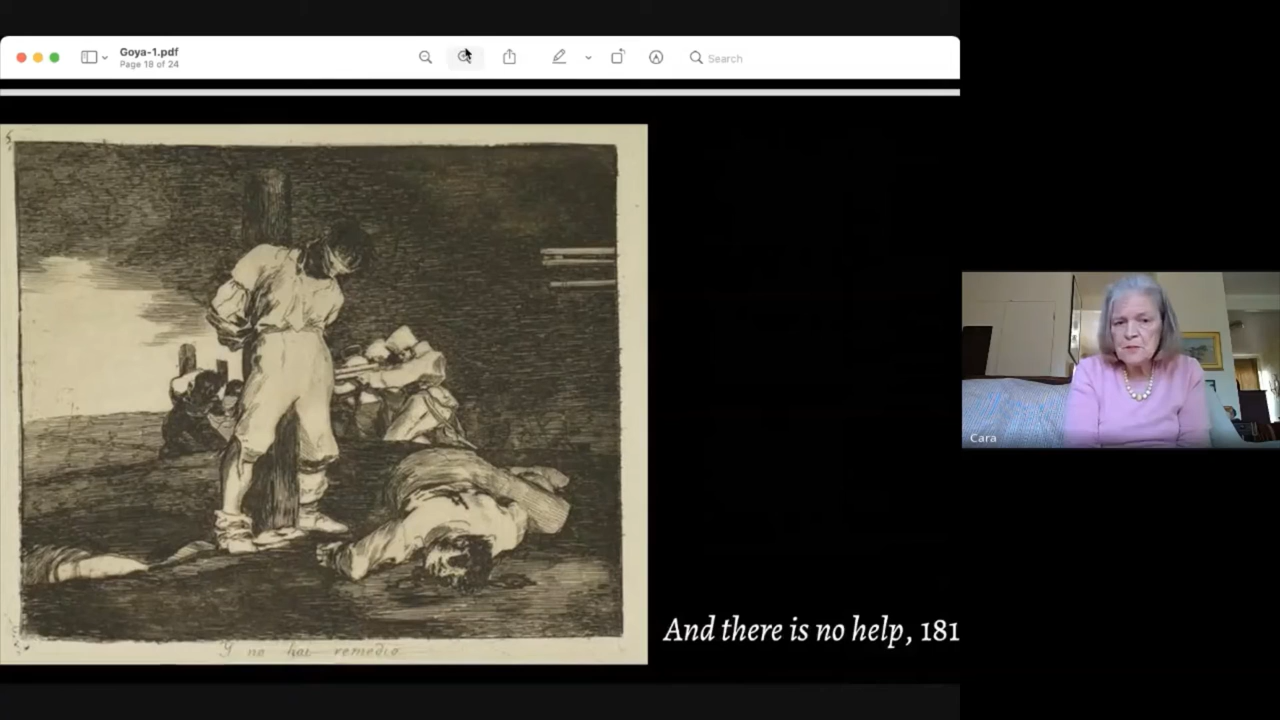 Goya-1.pdf
Page 18 of 24
Search
And there is no help, 181
Y no hai remedio
Cara